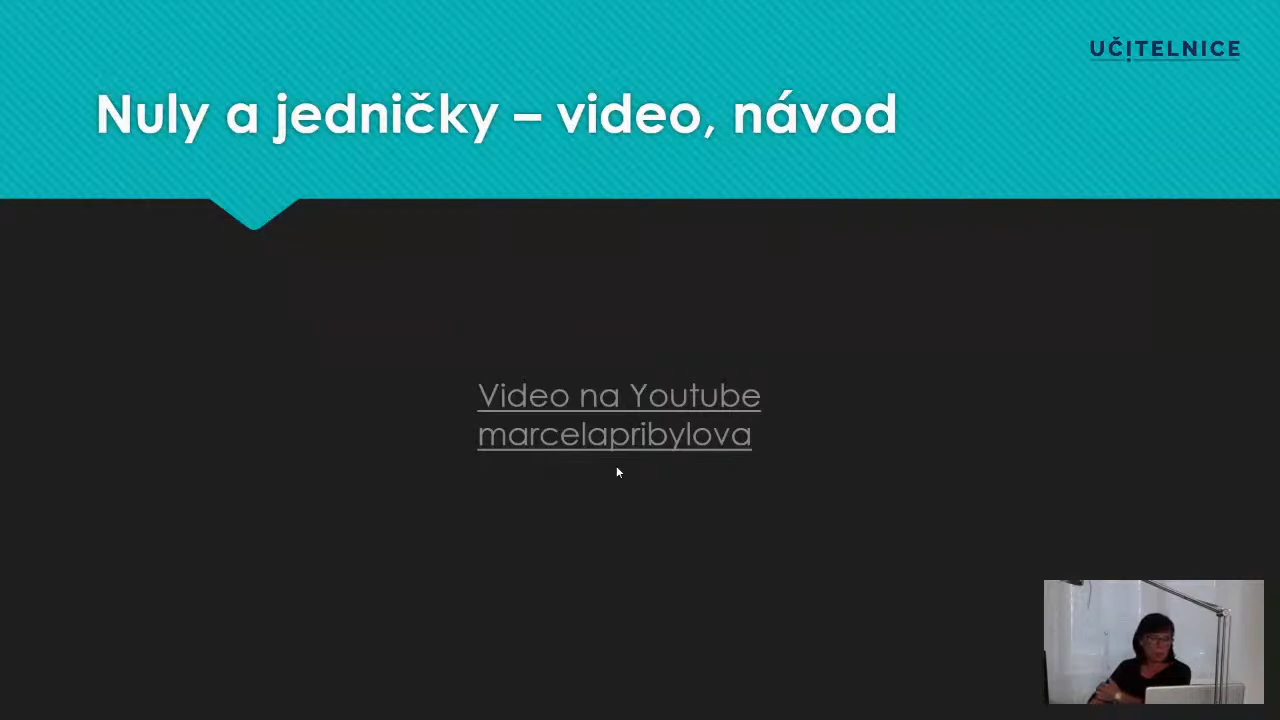 UČITELNICE
Nuly a jedničky – video, návod
Video na Youtube
marcelapribylova